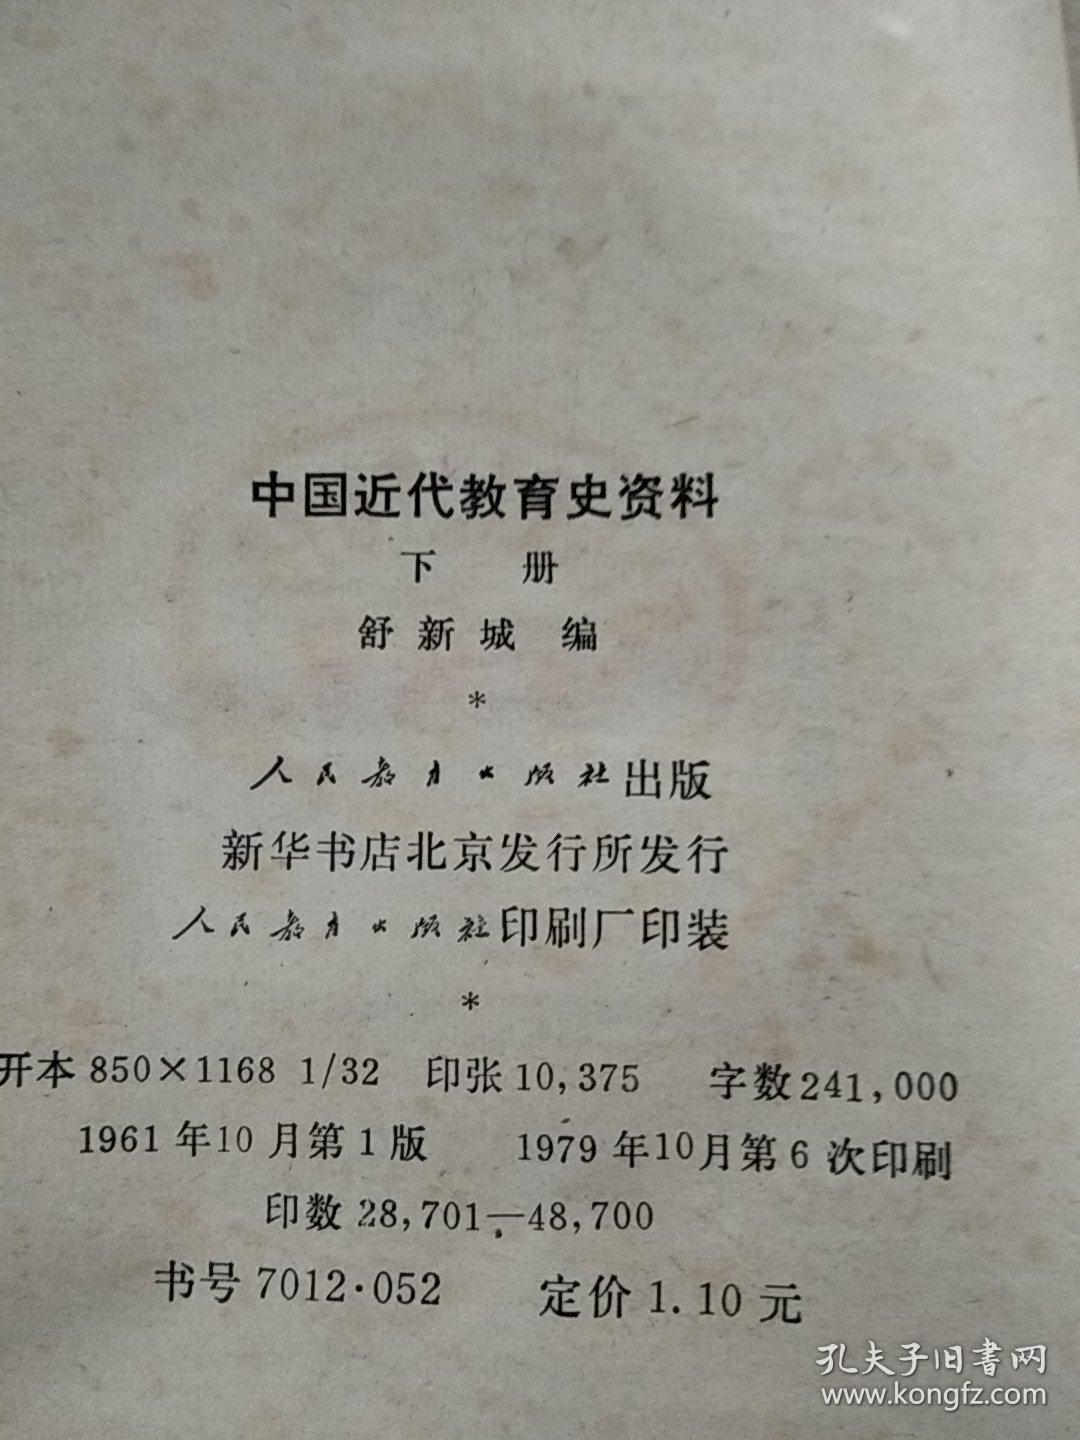 中国近代教育史资料
下 册
舒新城 编
*
人民教育出版社出版
新华书店北京发行所发行
人民教育出版社印刷厂印装
*
开本 850×1168 1/32 印张 10,375 字数 241,000
1961 年 10 月第 1 版 1979 年 10 月第 6 次印刷
印数 28,701—48,700
书号 7012·052 定价 1.10 元
孔夫子旧书网
www.kongfz.com